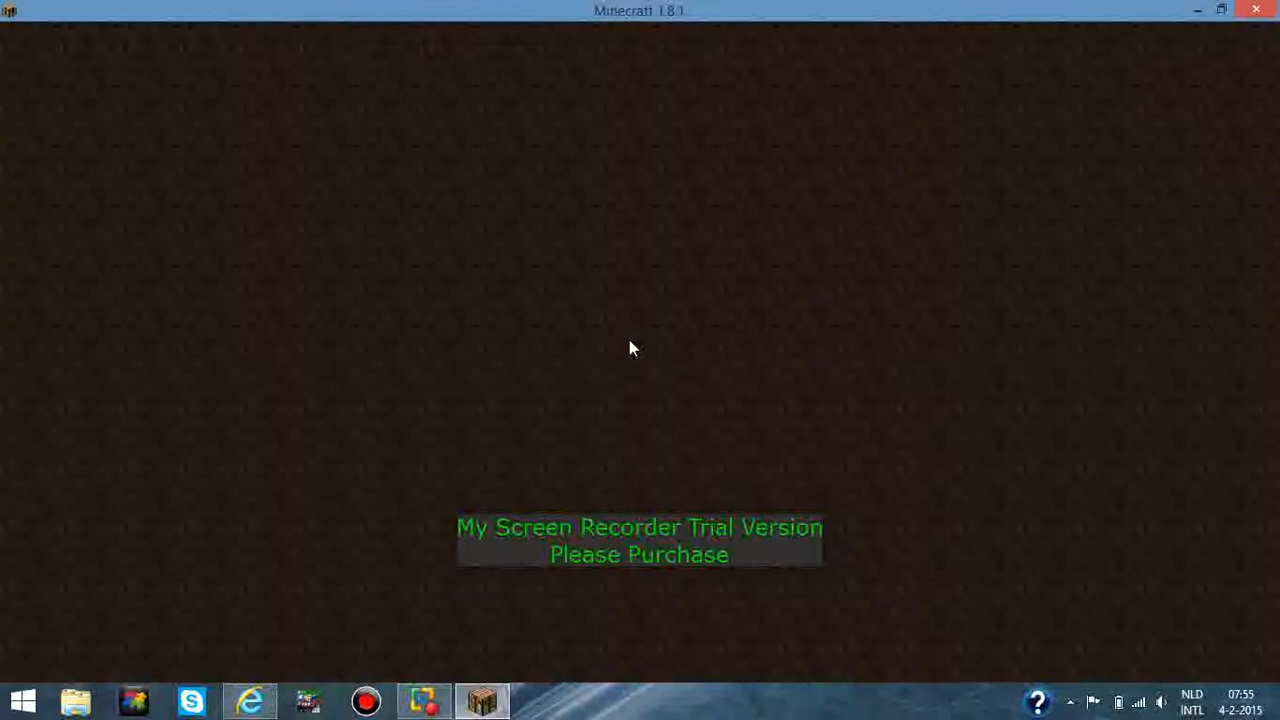 Minecraft 1.8.1
My Screen Recorder Trial Version
Please Purchase
NLD
07:55
INTL
4-2-2015